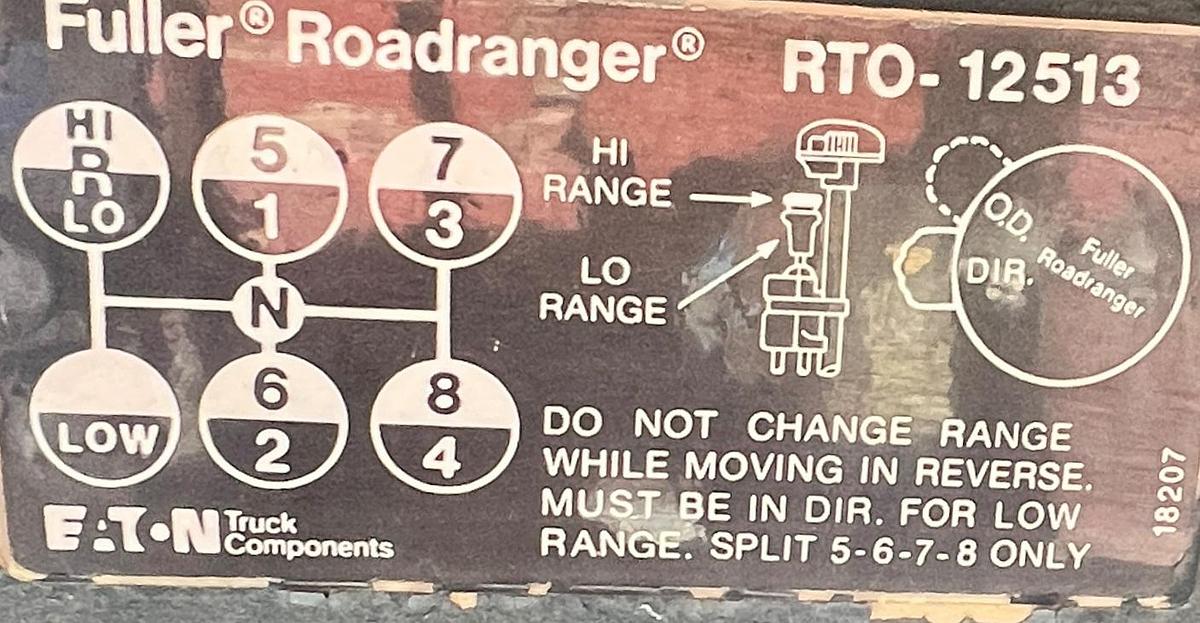 Fuller® Roadranger® RTO-12513
HI
R
LO
5
1
7
3
N
LOW
6
2
8
4
HI
RANGE
LO
RANGE
O.D.
DIR.
Fuller
Roadranger
DO NOT CHANGE RANGE
WHILE MOVING IN REVERSE.
MUST BE IN DIR. FOR LOW
RANGE. SPLIT 5-6-7-8 ONLY
18207
EATON Truck
Components